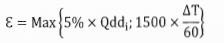 Ɛ = Max{5% × Qddᵢ; 1500 × ΔT/60}